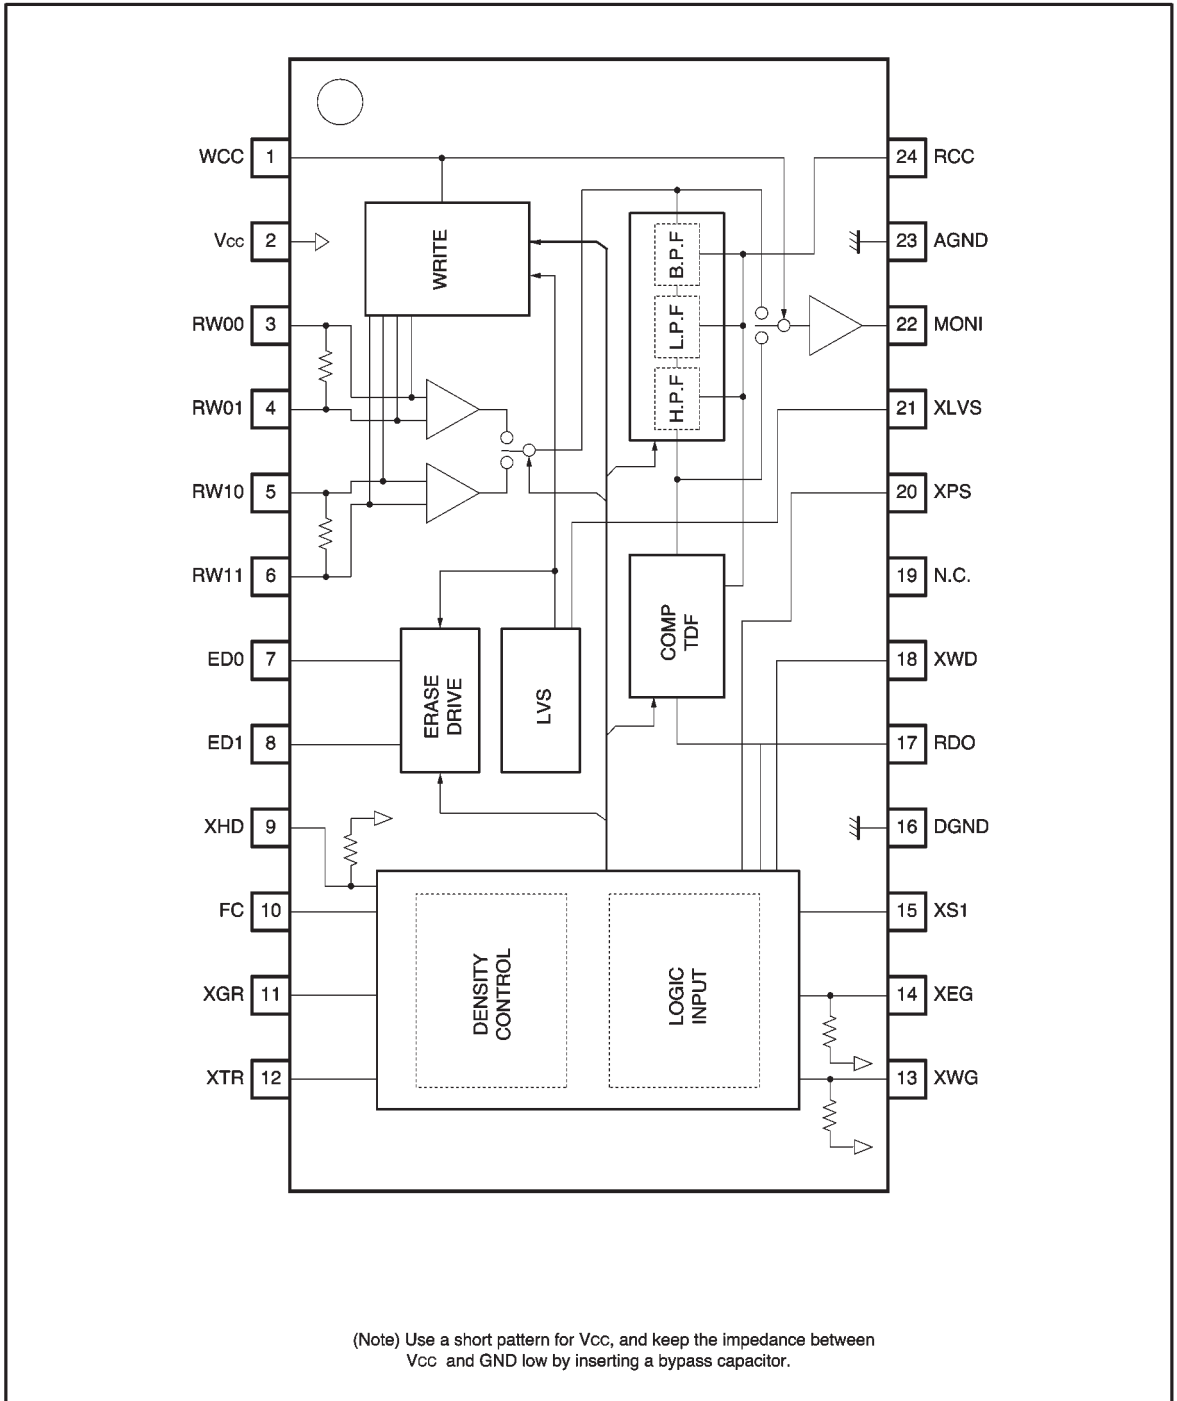 WCC 1
Vcc 2
RW00 3
RW01 4
RW10 5
RW11 6
ED0 7
ED1 8
XHD 9
FC 10
XGR 11
XTR 12
24 RCC
23 AGND
22 MONI
21 XLVS
20 XPS
19 N.C.
18 XWD
17 RDO
16 DGND
15 XS1
14 XEG
13 XWG
WRITE
B.P.F
L.P.F
H.P.F
COMP
TDF
ERASE
DRIVE
LVS
DENSITY
CONTROL
LOGIC
INPUT
(Note) Use a short pattern for Vcc, and keep the impedance between
Vcc and GND low by inserting a bypass capacitor.